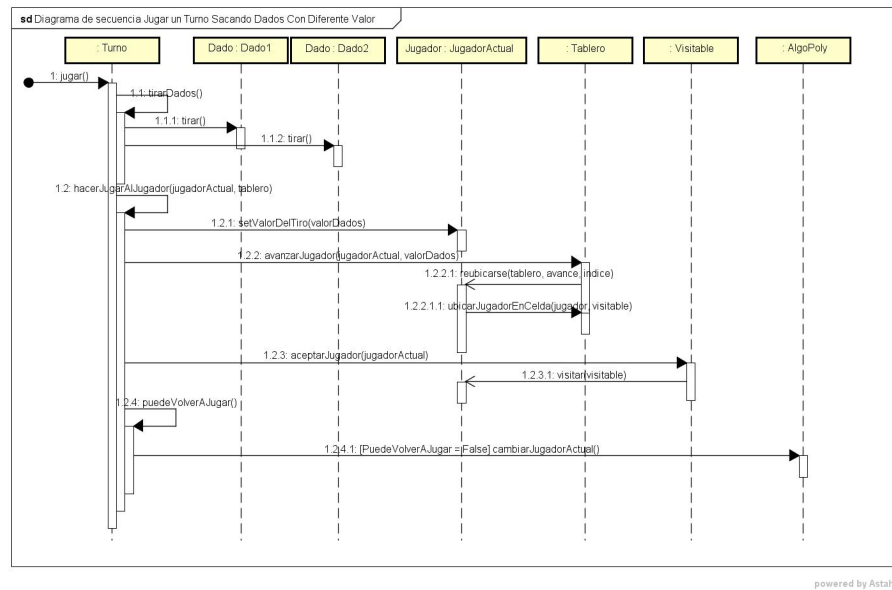 sd Diagrama de secuencia Jugar un Turno Sacando Dados Con Diferente Valor
: Turno
Dado : Dado1
Dado : Dado2
Jugador : JugadorActual
: Tablero
: Visitable
: AlgoPoly
1: jugar()
1.1: tirarDados()
1.1.1: tirar()
1.1.2: tirar()
1.2: hacerJugarAlJugador(jugadorActual, tablero)
1.2.1: setValorDelTiro(valorDados)
1.2.2: avanzarJugador(jugadorActual, valorDados)
1.2.2.1: reubicarse(tablero, avance, indice)
1.2.2.1.1: ubicarJugadorEnCelda(jugador, visitable)
1.2.3: aceptarJugador(jugadorActual)
1.2.3.1: visitar(visitable)
1.2.4: puedeVolverAJugar()
1.2.4.1: [PuedeVolverAJugar = False] cambiarJugadorActual()
powered by Astah